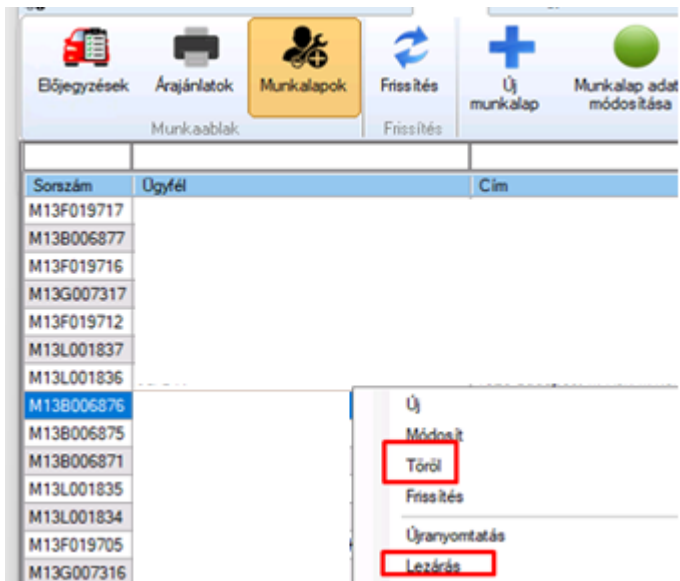 Előjegyzések Árajánlatok Munkalapok Frissítés Új munkalap Munkalap adat módosítása
Munkaablak Frissítés
Sorszám Ügyfél Cím
M13F019717
M13B006877
M13F019716
M13G007317
M13F019712
M13L001837
M13L001836
M13B006876 Új
M13B006875 Módosít
M13B006871 Töröl
M13L001835 Frissítés
M13L001834
M13F019705 Újranyomtatás
M13G007316 Lezárás